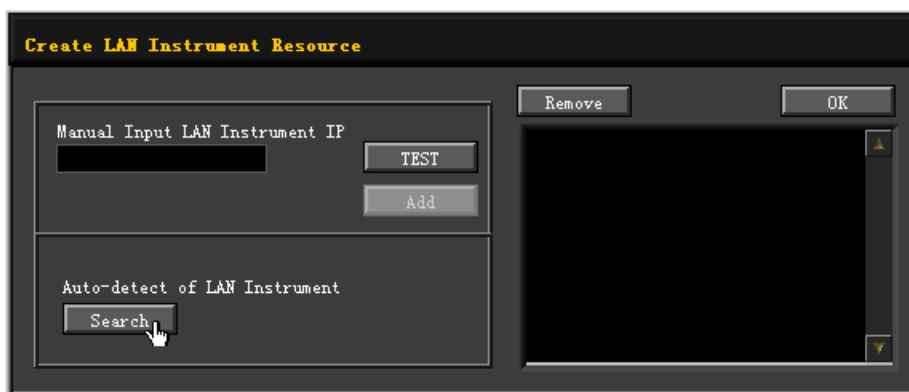 Create LAN Instrument Resource
Remove
OK
Manual Input LAN Instrument IP
TEST
Add
Auto-detect of LAN Instrument
Search